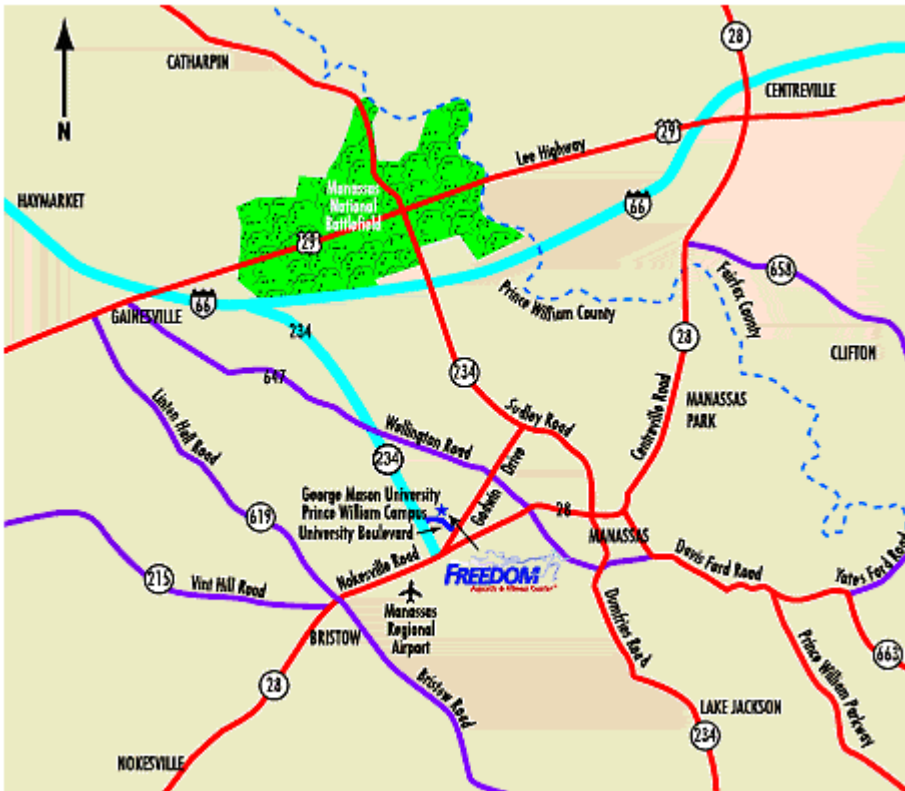 28
CATHARPIN
CENTREVILLE
N
29
Lee Highway
HAYMARKET
Manassas
National
Battlefield
66
29
658
Fairfax County
Prince William County
66
GAINESVILLE
234
28
CLIFTON
647
234
Sudley Road
Centreville Road
MANASSAS
PARK
Linton Hall Road
Wellington Road
234
Godwin Drive
George Mason University
Prince William Campus
University Boulevard
28
619
MANASSAS
Nokesville Road
Davis Ford Road
Yates Ford Road
FREEDOM
215
Vint Hill Road
Manassas
Regional
Airport
BRISTOW
Dumfries Road
Prince William Parkway
663
28
Bristow Road
LAKE JACKSON
234
NOKESVILLE